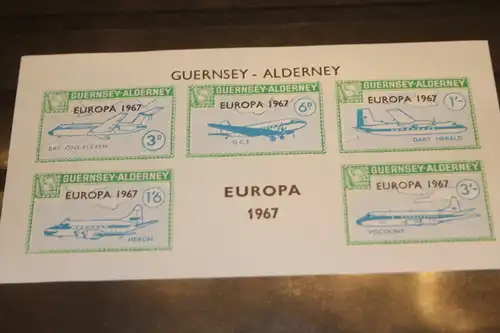 GUERNSEY - ALDERNEY
GUERNSEY-ALDERNEY
EUROPA 1967
3D
BAC ONE-ELEVEN
GUERNSEY-ALDERNEY
EUROPA 1967
6D
D.C.3
GUERNSEY-ALDERNEY
EUROPA 1967
1/-
DART HERALD
GUERNSEY-ALDERNEY
EUROPA 1967
1/6
HERON
EUROPA
1967
GUERNSEY-ALDERNEY
EUROPA 1967
3/-
VISCOUNT